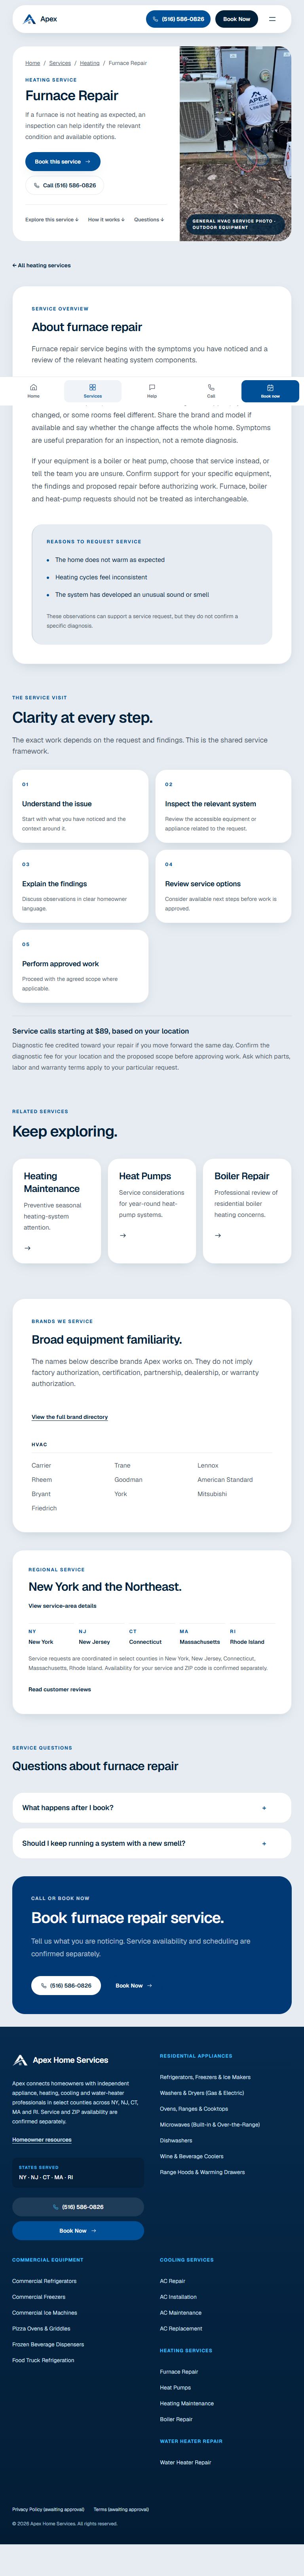 Apex
(516) 586-0826
Book Now
Home / Services / Heating / Furnace Repair
HEATING SERVICE
Furnace Repair
If a furnace is not heating as expected, an
inspection can help identify the relevant
condition and available options.
Book this service →
Call (516) 586-0826
Explore this service ↓
How it works ↓
Questions ↓
APEX
GENERAL HVAC SERVICE PHOTO ·
OUTDOOR EQUIPMENT
← All heating services
SERVICE OVERVIEW
About furnace repair
Furnace repair service begins with the symptoms you have noticed and a
review of the relevant heating system components.
Home
Services
Help
Call
Book now
changed, or some rooms feel different. Share the brand and model if
available and say whether the change affects the whole home. Symptoms
are useful preparation for an inspection, not a remote diagnosis.
If your equipment is a boiler or heat pump, choose that service instead, or
tell the team you are unsure. Confirm support for your specific equipment,
the findings and proposed repair before authorizing work. Furnace, boiler
and heat-pump requests should not be treated as interchangeable.
REASONS TO REQUEST SERVICE
• The home does not warm as expected
• Heating cycles feel inconsistent
• The system has developed an unusual sound or smell
These observations can support a service request, but they do not confirm a
specific diagnosis.
THE SERVICE VISIT
Clarity at every step.
The exact work depends on the request and findings. This is the shared service
framework.
01
Understand the issue
Start with what you have noticed and the
context around it.
02
Inspect the relevant system
Review the accessible equipment or
appliance related to the request.
03
Explain the findings
Discuss observations in clear homeowner
language.
04
Review service options
Consider available next steps before work is
approved.
05
Perform approved work
Proceed with the agreed scope where
applicable.
Service calls starting at $89, based on your location
Diagnostic fee credited toward your repair if you move forward the same day. Confirm the
diagnostic fee for your location and the proposed scope before approving work. Ask which parts,
labor and warranty terms apply to your particular request.
RELATED SERVICES
Keep exploring.
Heating
Maintenance
Preventive seasonal
heating-system
attention.
→
Heat Pumps
Service considerations
for year-round heat-
pump systems.
→
Boiler Repair
Professional review of
residential boiler
heating concerns.
→
BRANDS WE SERVICE
Broad equipment familiarity.
The names below describe brands Apex works on. They do not imply
factory authorization, certification, partnership, dealership, or warranty
authorization.
View the full brand directory
HVAC
Carrier
Trane
Lennox
Rheem
Goodman
American Standard
Bryant
York
Mitsubishi
Friedrich
REGIONAL SERVICE
New York and the Northeast.
View service-area details
NY
New York
NJ
New Jersey
CT
Connecticut
MA
Massachusetts
RI
Rhode Island
Service requests are coordinated in select counties in New York, New Jersey, Connecticut,
Massachusetts, Rhode Island. Availability for your service and ZIP code is confirmed separately.
Read customer reviews
SERVICE QUESTIONS
Questions about furnace repair
What happens after I book? +
Should I keep running a system with a new smell? +
CALL OR BOOK NOW
Book furnace repair service.
Tell us what you are noticing. Service availability and scheduling are
confirmed separately.
(516) 586-0826
Book Now →
Apex Home Services
Apex connects homeowners with independent
appliance, heating, cooling and water-heater
professionals in select counties across NY, NJ, CT,
MA and RI. Service and ZIP availability are
confirmed separately.
Homeowner resources
STATES SERVED
NY · NJ · CT · MA · RI
(516) 586-0826
Book Now →
RESIDENTIAL APPLIANCES
Refrigerators, Freezers & Ice Makers
Washers & Dryers (Gas & Electric)
Ovens, Ranges & Cooktops
Microwaves (Built-in & Over-the-Range)
Dishwashers
Wine & Beverage Coolers
Range Hoods & Warming Drawers
COMMERCIAL EQUIPMENT
Commercial Refrigerators
Commercial Freezers
Commercial Ice Machines
Pizza Ovens & Griddles
Frozen Beverage Dispensers
Food Truck Refrigeration
COOLING SERVICES
AC Repair
AC Installation
AC Maintenance
AC Replacement
HEATING SERVICES
Furnace Repair
Heat Pumps
Heating Maintenance
Boiler Repair
WATER HEATER REPAIR
Water Heater Repair
Privacy Policy (awaiting approval)
Terms (awaiting approval)
© 2026 Apex Home Services. All rights reserved.